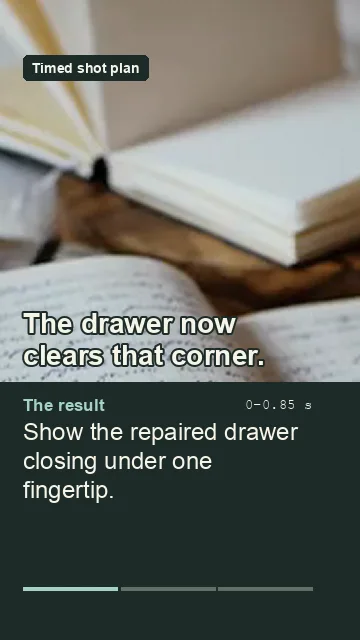 Timed shot plan
The drawer now
clears that corner.
The result
0–0.85 s
Show the repaired drawer
closing under one
fingertip.